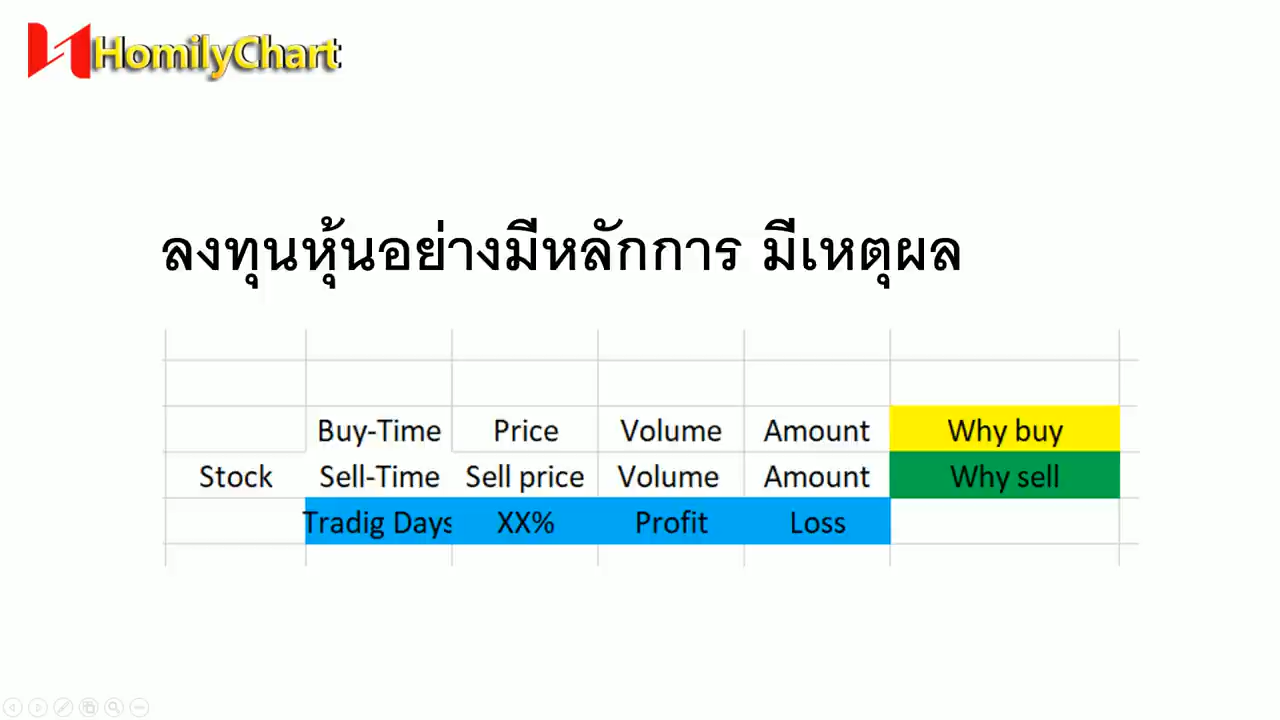 HomilyChart
ลงทุนหุ้นอย่างมีหลักการ มีเหตุผล
Buy-Time Price Volume Amount Why buy
Stock Sell-Time Sell price Volume Amount Why sell
Tradig Days XX% Profit Loss